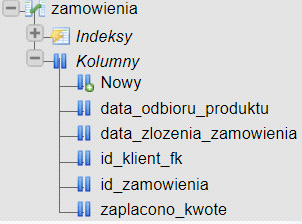 zamowienia
Indeksy
Kolumny
Nowy
data_odbioru_produktu
data_zlozenia_zamowienia
id_klient_fk
id_zamowienia
zaplacono_kwote